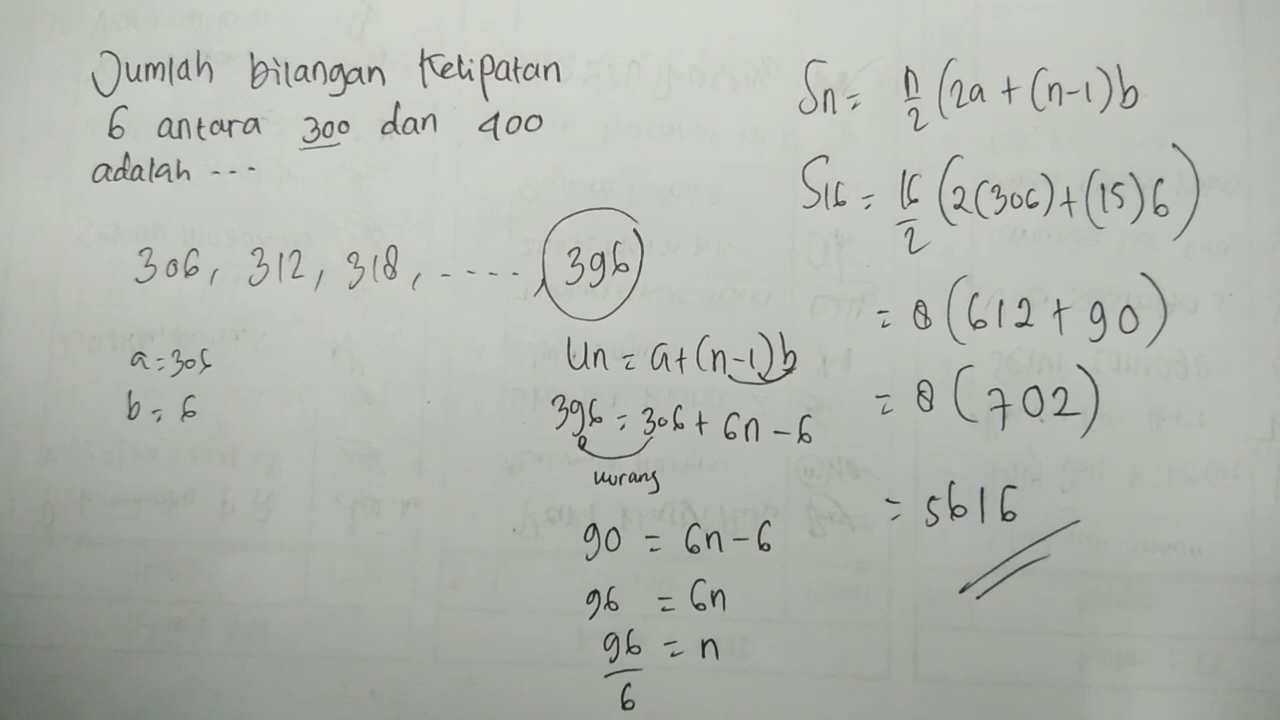 Jumlah bilangan Kelipatan
6 antara 300 dan 400
adalah ...
306, 312, 318, ....., 396
a = 306
b = 6
Un = a + (n-1)b
396 = 306 + 6n - 6
kurang
90 = 6n - 6
96 = 6n
96/6 = n
Sn = n/2 (2a + (n-1)b
S16 = 16/2 (2(306) + (15)6)
= 8 (612 + 90)
= 8 (702)
= 5616